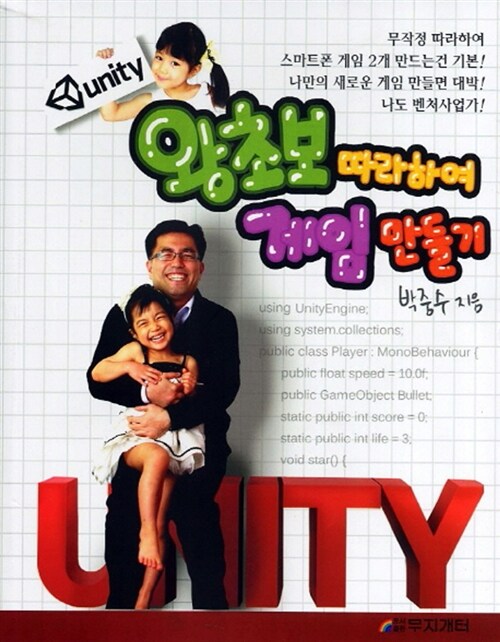 무작정 따라하여
스마트폰 게임 2개 만드는건 기본!
나만의 새로운 게임 만들면 대박!
나도 벤쳐사업가!
unity
왕초보 따라하여
게임 만들기
박중수 지음
using UnityEngine;
using system.collections;
public class Player : MonoBehaviour {
public float speed = 10.0f;
public GameObject Bullet;
static public int score = 0;
static public int life = 3,
void star() {
UNITY
무지개터